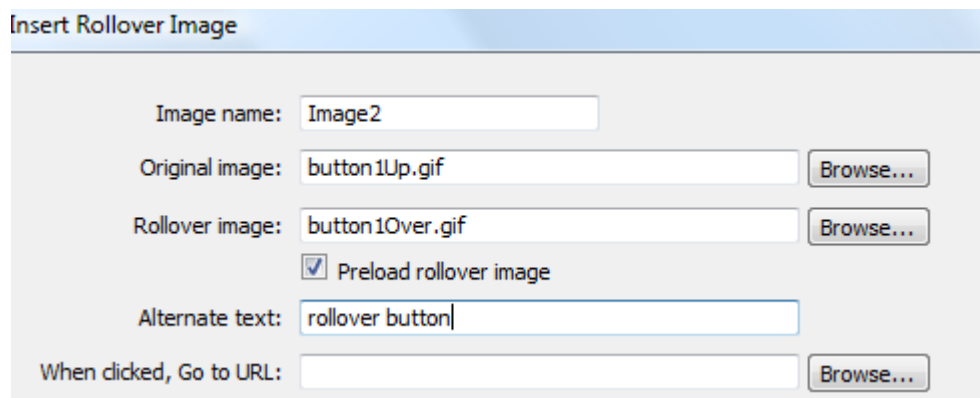 Insert Rollover Image
Image name: Image2
Original image: button1Up.gif Browse...
Rollover image: button1Over.gif Browse...
Preload rollover image
Alternate text: rollover button
When clicked, Go to URL: Browse...